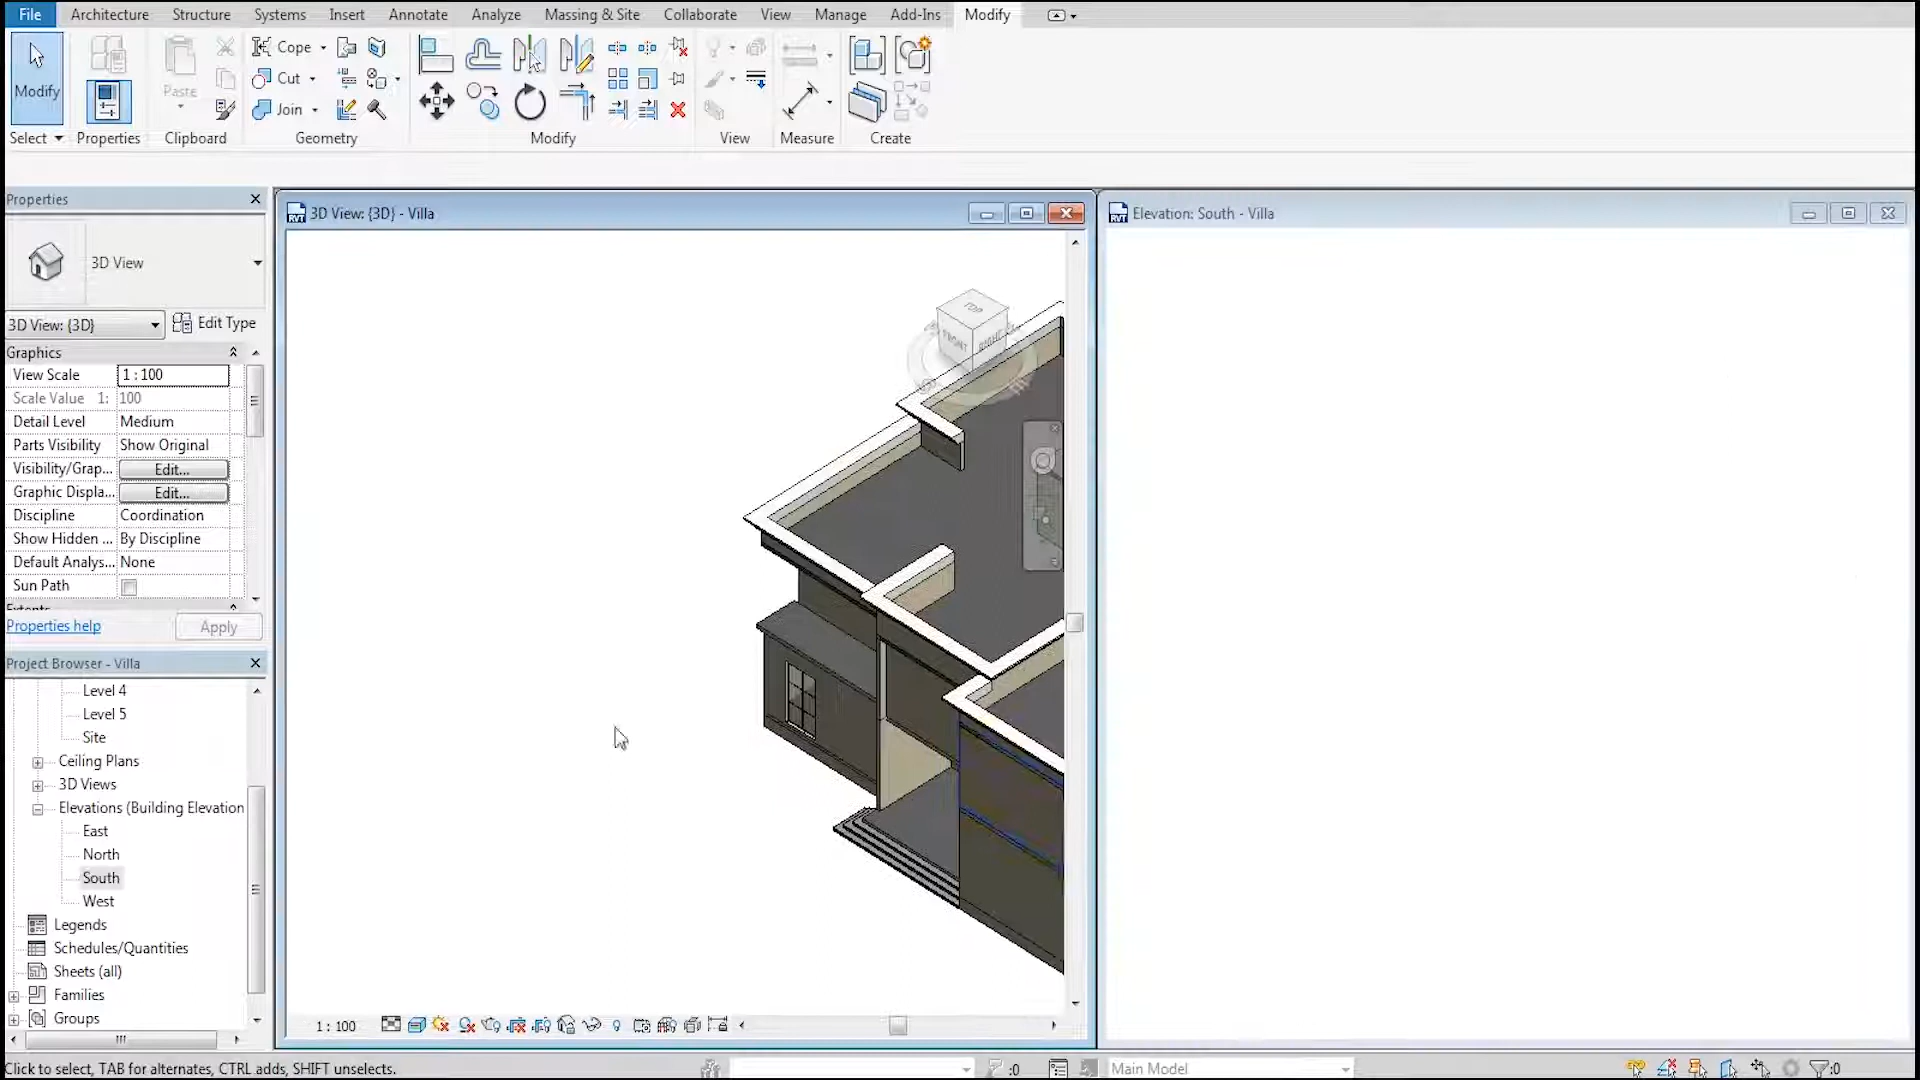 File Architecture Structure Systems Insert Annotate Analyze Massing & Site Collaborate View Manage Add-Ins Modify
Modify
Paste
Cope
Cut
Join
Select Properties Clipboard Geometry Modify View Measure Create
Properties
3D View
3D View: {3D} Edit Type
Graphics
View Scale 1 : 100
Scale Value 1: 100
Detail Level Medium
Parts Visibility Show Original
Visibility/Grap... Edit...
Graphic Displa... Edit...
Discipline Coordination
Show Hidden ... By Discipline
Default Analys... None
Sun Path
Extents
Properties help Apply
Project Browser - Villa
Level 4
Level 5
Site
Ceiling Plans
3D Views
Elevations (Building Elevation
East
North
South
West
Legends
Schedules/Quantities
Sheets (all)
Families
Groups
RVT 3D View: {3D} - Villa
TOP
FRONT RIGHT
1 : 100
RVT Elevation: South - Villa
Click to select, TAB for alternates, CTRL adds, SHIFT unselects. :0 Main Model :0